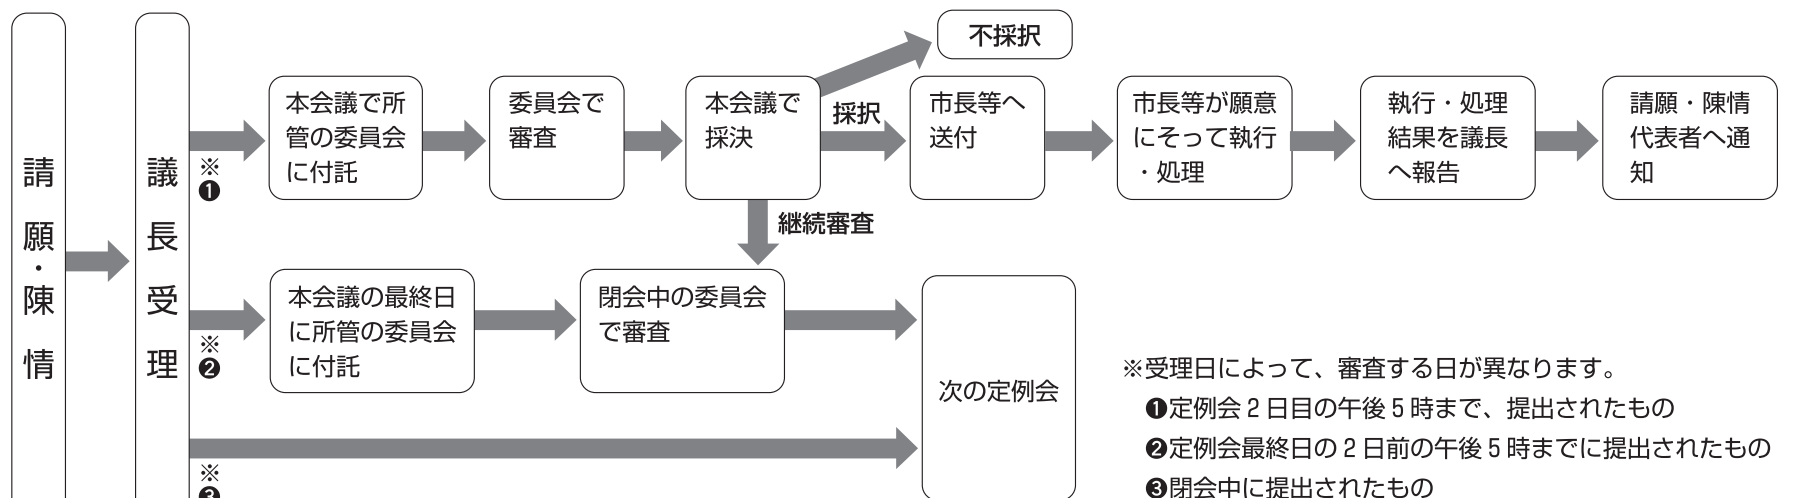 請願・陳情
議長受理
※
❶
本会議で所
管の委員会
に付託
委員会で
審査
本会議で
採決
不採択
採択
市長等へ
送付
市長等が願意
にそって執行
・処理
執行・処理
結果を議長
へ報告
請願・陳情
代表者へ通
知
継続審査
※
❷
本会議の最終日
に所管の委員会
に付託
閉会中の委員会
で審査
次の定例会
※
❸
※受理日によって、審査する日が異なります。
❶定例会2日目の午後5時まで、提出されたもの
❷定例会最終日の2日前の午後5時までに提出されたもの
❸閉会中に提出されたもの